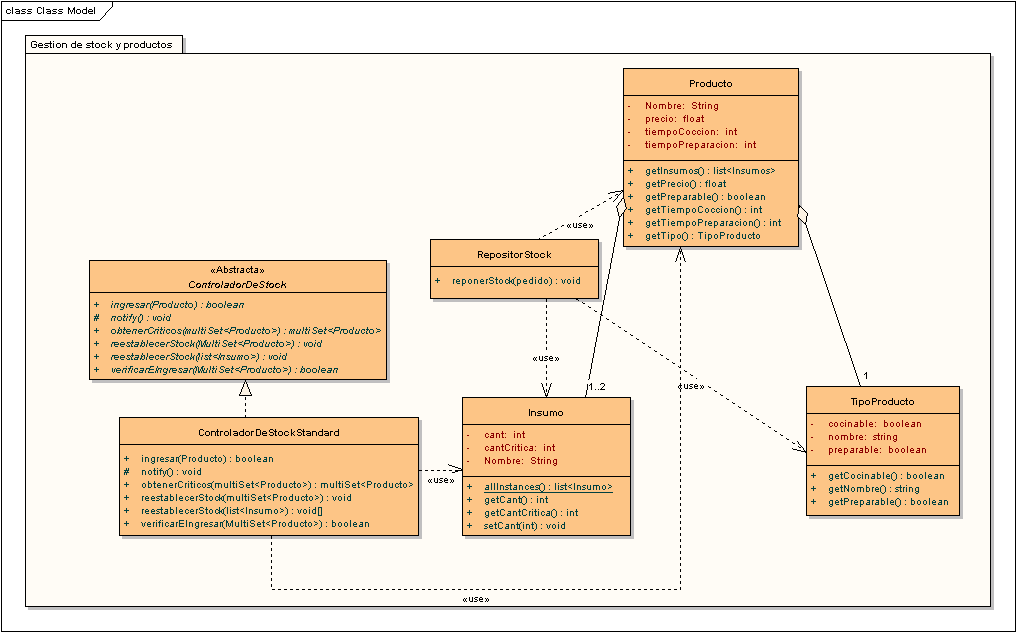 class Class Model
Gestion de stock y productos
Producto
- Nombre: String
- precio: float
- tiempoCoccion: int
- tiempoPreparacion: int
+ getInsumos() : list<Insumos>
+ getPrecio() : float
+ getPreparable() : boolean
+ getTiempoCoccion() : int
+ getTiempoPreparacion() : int
+ getTipo() : TipoProducto
«use»
RepositorStock
+ reponerStock(pedido) : void
«Abstracta»
ControladorDeStock
+ ingresar(Producto) : boolean
# notify() : void
+ obtenerCriticos(multiSet<Producto>) : multiSet<Producto>
+ reestablecerStock(MultiSet<Producto>) : void
+ reestablecerStock(list<Insumo>) : void
+ verificarEIngresar(MultiSet<Producto>) : boolean
«use»
1..2
«use»
1
ControladorDeStockStandard
+ ingresar(Producto) : boolean
# notify() : void
+ obtenerCriticos(multiSet<Producto>) : multiSet<Producto>
+ reestablecerStock(multiSet<Producto>) : void
+ reestablecerStock(list<Insumo>) : void[]
+ verificarEIngresar(MultiSet<Producto>) : boolean
«use»
Insumo
- cant: int
- cantCritica: int
- Nombre: String
+ allInstances() : list<Insumo>
+ getCant() : int
+ getCantCritica() : int
+ setCant(int) : void
TipoProducto
- cocinable: boolean
- nombre: string
- preparable: boolean
+ getCocinable() : boolean
+ getNombre() : string
+ getPreparable() : boolean
«use»